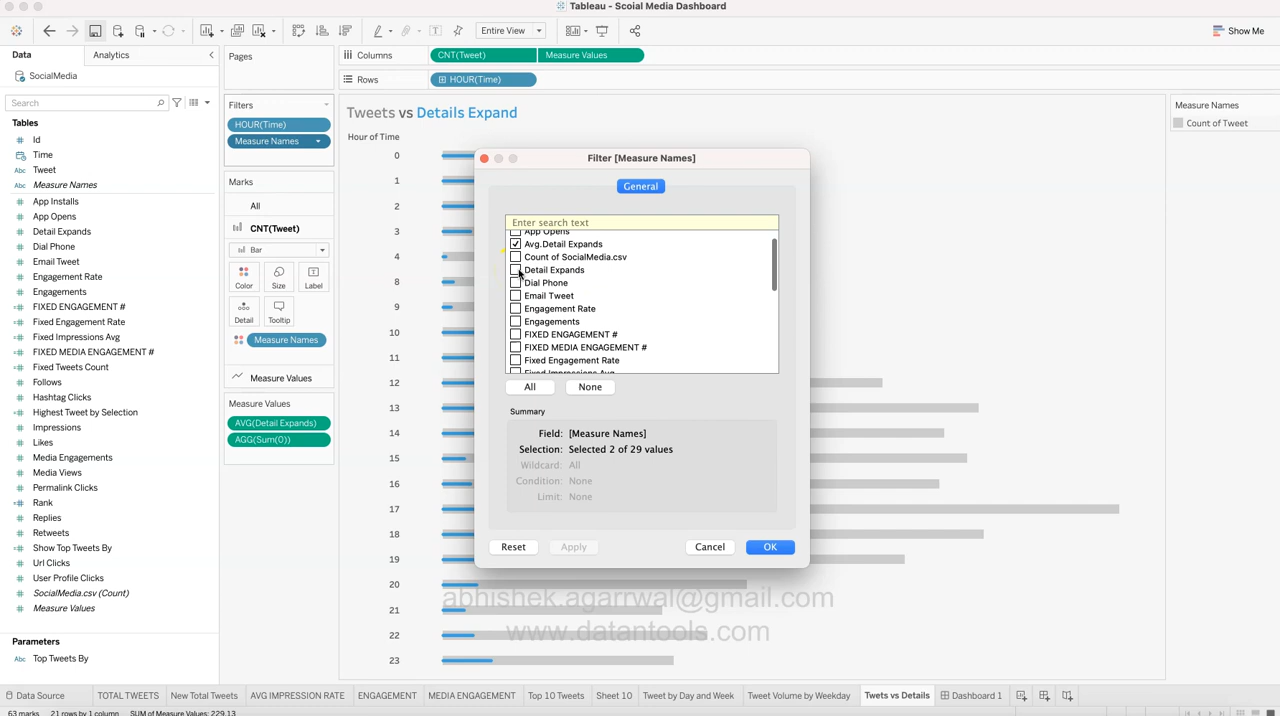 Tableau - Scoial Media Dashboard
Entire View
Show Me
Data
Analytics
SocialMedia
Search
Tables
Id
Time
Abc Tweet
Abc Measure Names
App Installs
App Opens
Detail Expands
Dial Phone
Email Tweet
Engagement Rate
Engagements
FIXED ENGAGEMENT #
Fixed Engagement Rate
Fixed Impressions Avg
FIXED MEDIA ENGAGEMENT #
Fixed Tweets Count
Follows
Hashtag Clicks
Highest Tweet by Selection
Impressions
Likes
Media Engagements
Media Views
Permalink Clicks
Rank
Replies
Retweets
Show Top Tweets By
Url Clicks
User Profile Clicks
SocialMedia.csv (Count)
Measure Values
Parameters
Abc Top Tweets By
Pages
Filters
HOUR(Time)
Measure Names
Marks
All
CNT(Tweet)
Bar
Color
Size
Label
Detail
Tooltip
Measure Names
Measure Values
Measure Values
AVG(Detail Expands)
AGG(Sum(0))
Columns
CNT(Tweet)
Measure Values
Rows
HOUR(Time)
Tweets vs Details Expand
Hour of Time
0
1
2
3
4
8
9
10
11
12
13
14
15
16
17
18
19
20
21
22
23
Filter [Measure Names]
General
Enter search text
App Opens
Avg.Detail Expands
Count of SocialMedia.csv
Detail Expands
Dial Phone
Email Tweet
Engagement Rate
Engagements
FIXED ENGAGEMENT #
FIXED MEDIA ENGAGEMENT #
Fixed Engagement Rate
Fixed Impressions Avg
All
None
Summary
Field: [Measure Names]
Selection: Selected 2 of 29 values
Wildcard: All
Condition: None
Limit: None
Reset
Apply
Cancel
OK
Measure Names
Count of Tweet
abhishek.agarrwal@gmail.com
www.datantools.com
Data Source
TOTAL TWEETS
New Total Tweets
AVG IMPRESSION RATE
ENGAGEMENT
MEDIA ENGAGEMENT
Top 10 Tweets
Sheet 10
Tweet by Day and Week
Tweet Volume by Weekday
Twets vs Details
Dashboard 1
63 marks
21 rows by 1 column
SUM of Measure Values: 229.13